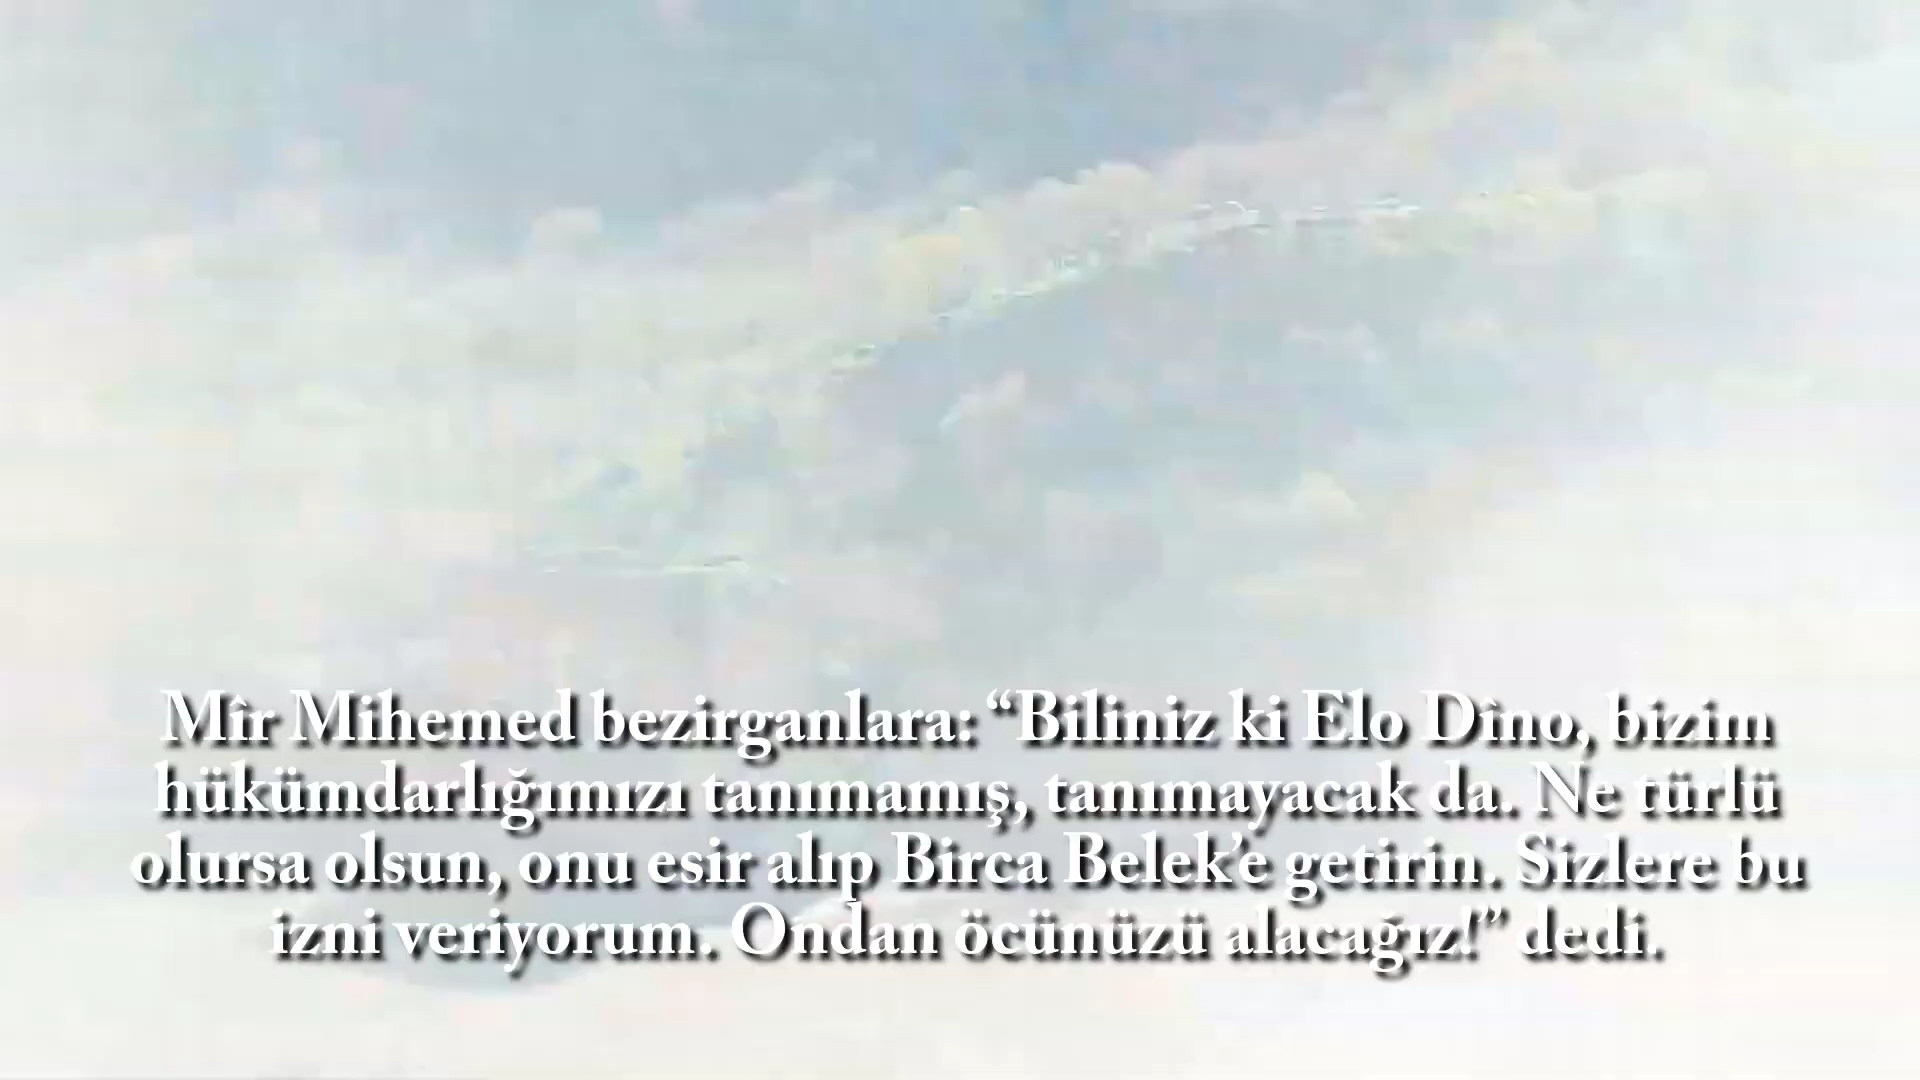 Mîr Mihemed bezirganlara: “Biliniz ki Elo Dîno, bizim
hükümdarlığımızı tanımamış, tanımayacak da. Ne türlü
olursa olsun, onu esir alıp Birca Belek’e getirin. Sizlere bu
izni veriyorum. Ondan öcünüzü alacağız!” dedi.